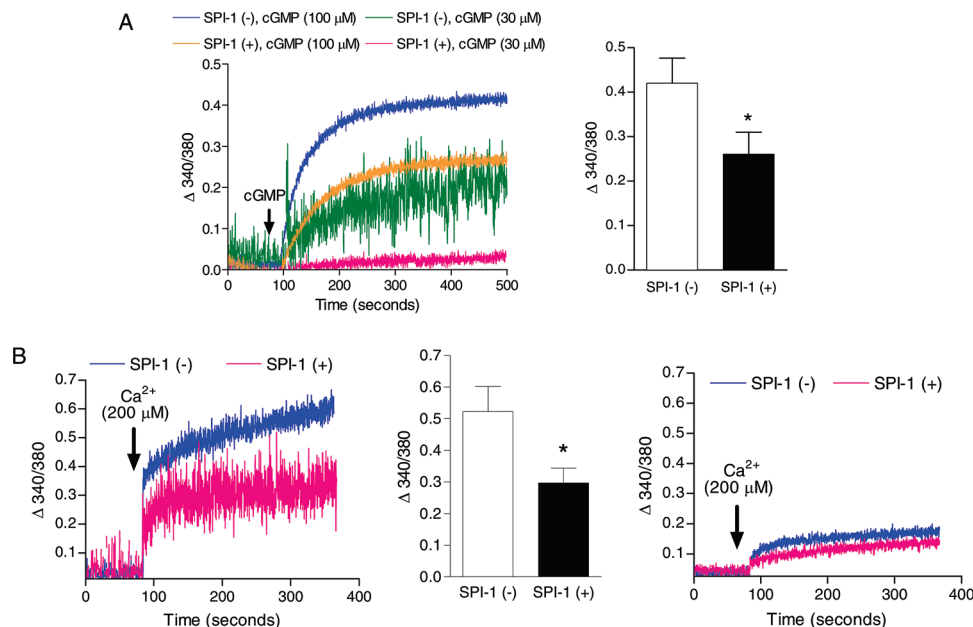 A
SPI-1 (-), cGMP (100 µM) SPI-1 (-), cGMP (30 µM)
SPI-1 (+), cGMP (100 µM) SPI-1 (+), cGMP (30 µM)
0.5
0.4
0.3
0.2
0.1
0.0
Δ 340/380
cGMP
0 100 200 300 400 500
Time (seconds)
0.5
0.4
0.3
0.2
0.1
0.0
Δ 340/380
*
SPI-1 (-) SPI-1 (+)
B
SPI-1 (-) SPI-1 (+)
0.7
0.6
0.5
0.4
0.3
0.2
0.1
Δ 340/380
Ca²⁺
(200 µM)
0 100 200 300 400
Time (seconds)
0.7
0.6
0.5
0.4
0.3
0.2
0.1
0.0
Δ 340/380
*
SPI-1 (-) SPI-1 (+)
SPI-1 (-) SPI-1 (+)
0.7
0.6
0.5
0.4
0.3
0.2
0.1
Δ 340/380
Ca²⁺
(200 µM)
0 100 200 300 400
Time (seconds)